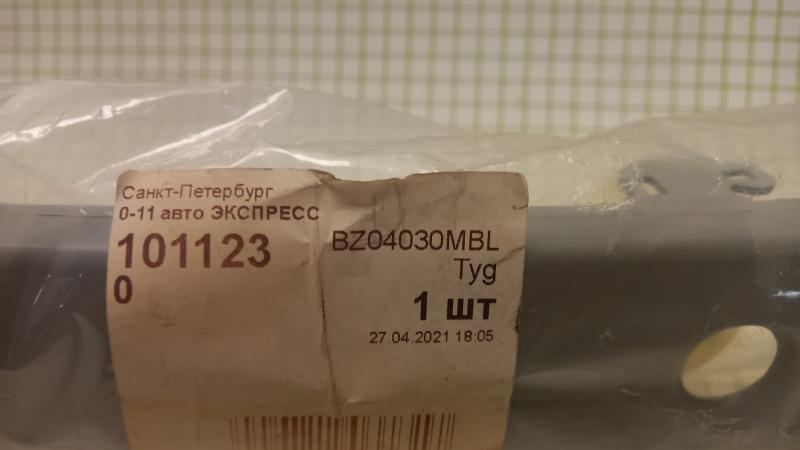 Санкт-Петербург
0-11 авто ЭКСПРЕСС
101123
0
BZ04030MBL
Tyg
1 шт
27.04.2021 18:05